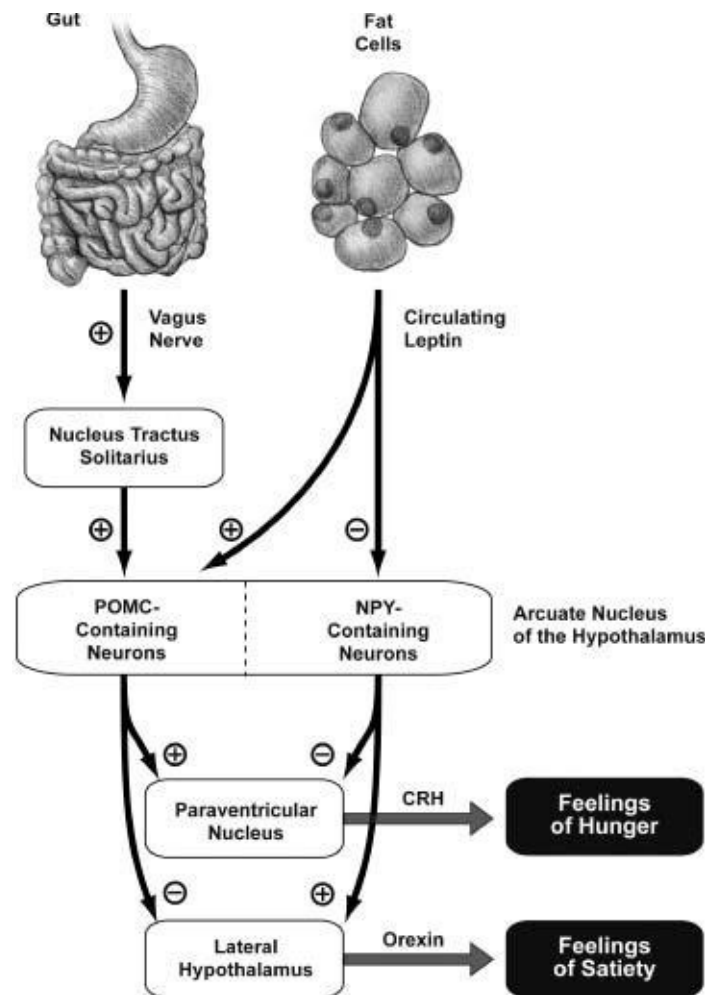 Gut
Fat
Cells
Vagus
Nerve
Circulating
Leptin
Nucleus Tractus
Solitarius
POMC-
Containing
Neurons
NPY-
Containing
Neurons
Arcuate Nucleus
of the Hypothalamus
Paraventricular
Nucleus
CRH
Feelings
of Hunger
Lateral
Hypothalamus
Orexin
Feelings
of Satiety